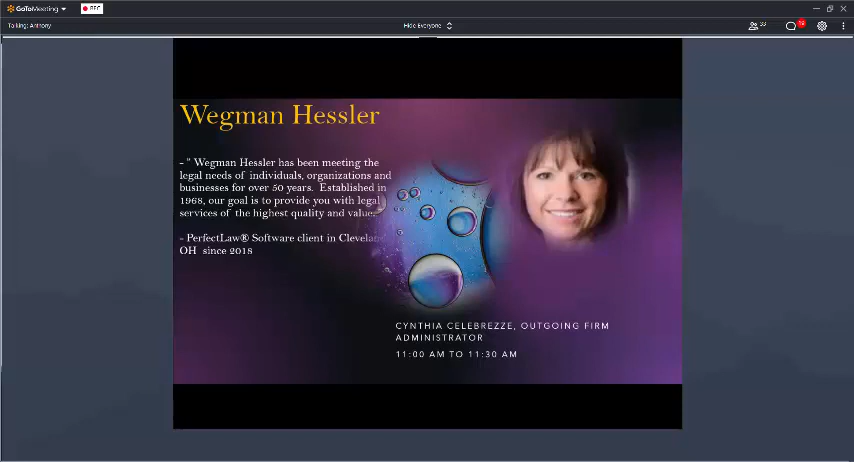 GoToMeeting
REC
Talking: Anthony
Hide Everyone
33
19
Wegman Hessler
- " Wegman Hessler has been meeting the
legal needs of individuals, organizations and
businesses for over 50 years. Established in
1968, our goal is to provide you with legal
services of the highest quality and value.
- PerfectLaw® Software client in Cleveland
OH since 2018
CYNTHIA CELEBREZZE, OUTGOING FIRM
ADMINISTRATOR
11:00 AM TO 11:30 AM